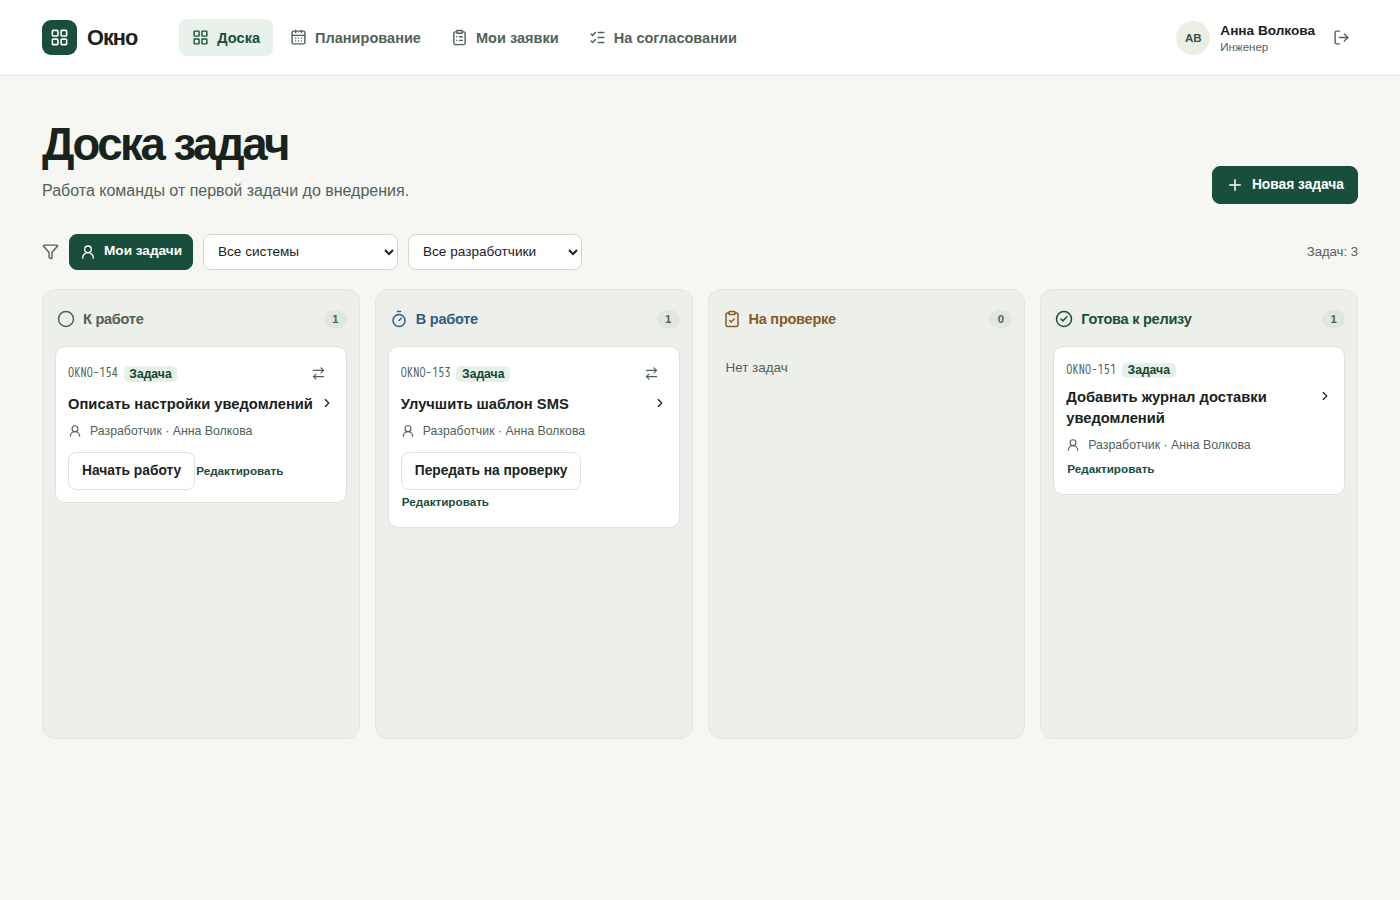 Окно
Доска
Планирование
Мои заявки
На согласовании
АВ
Анна Волкова
Инженер
Доска задач
Работа команды от первой задачи до внедрения.
Новая задача
Мои задачи
Все системы
Все разработчики
Задач: 3
К работе
1
ОКНО-154 Задача
Описать настройки уведомлений
Разработчик · Анна Волкова
Начать работу
Редактировать
В работе
1
ОКНО-153 Задача
Улучшить шаблон SMS
Разработчик · Анна Волкова
Передать на проверку
Редактировать
На проверке
0
Нет задач
Готова к релизу
1
ОКНО-151 Задача
Добавить журнал доставки
уведомлений
Разработчик · Анна Волкова
Редактировать